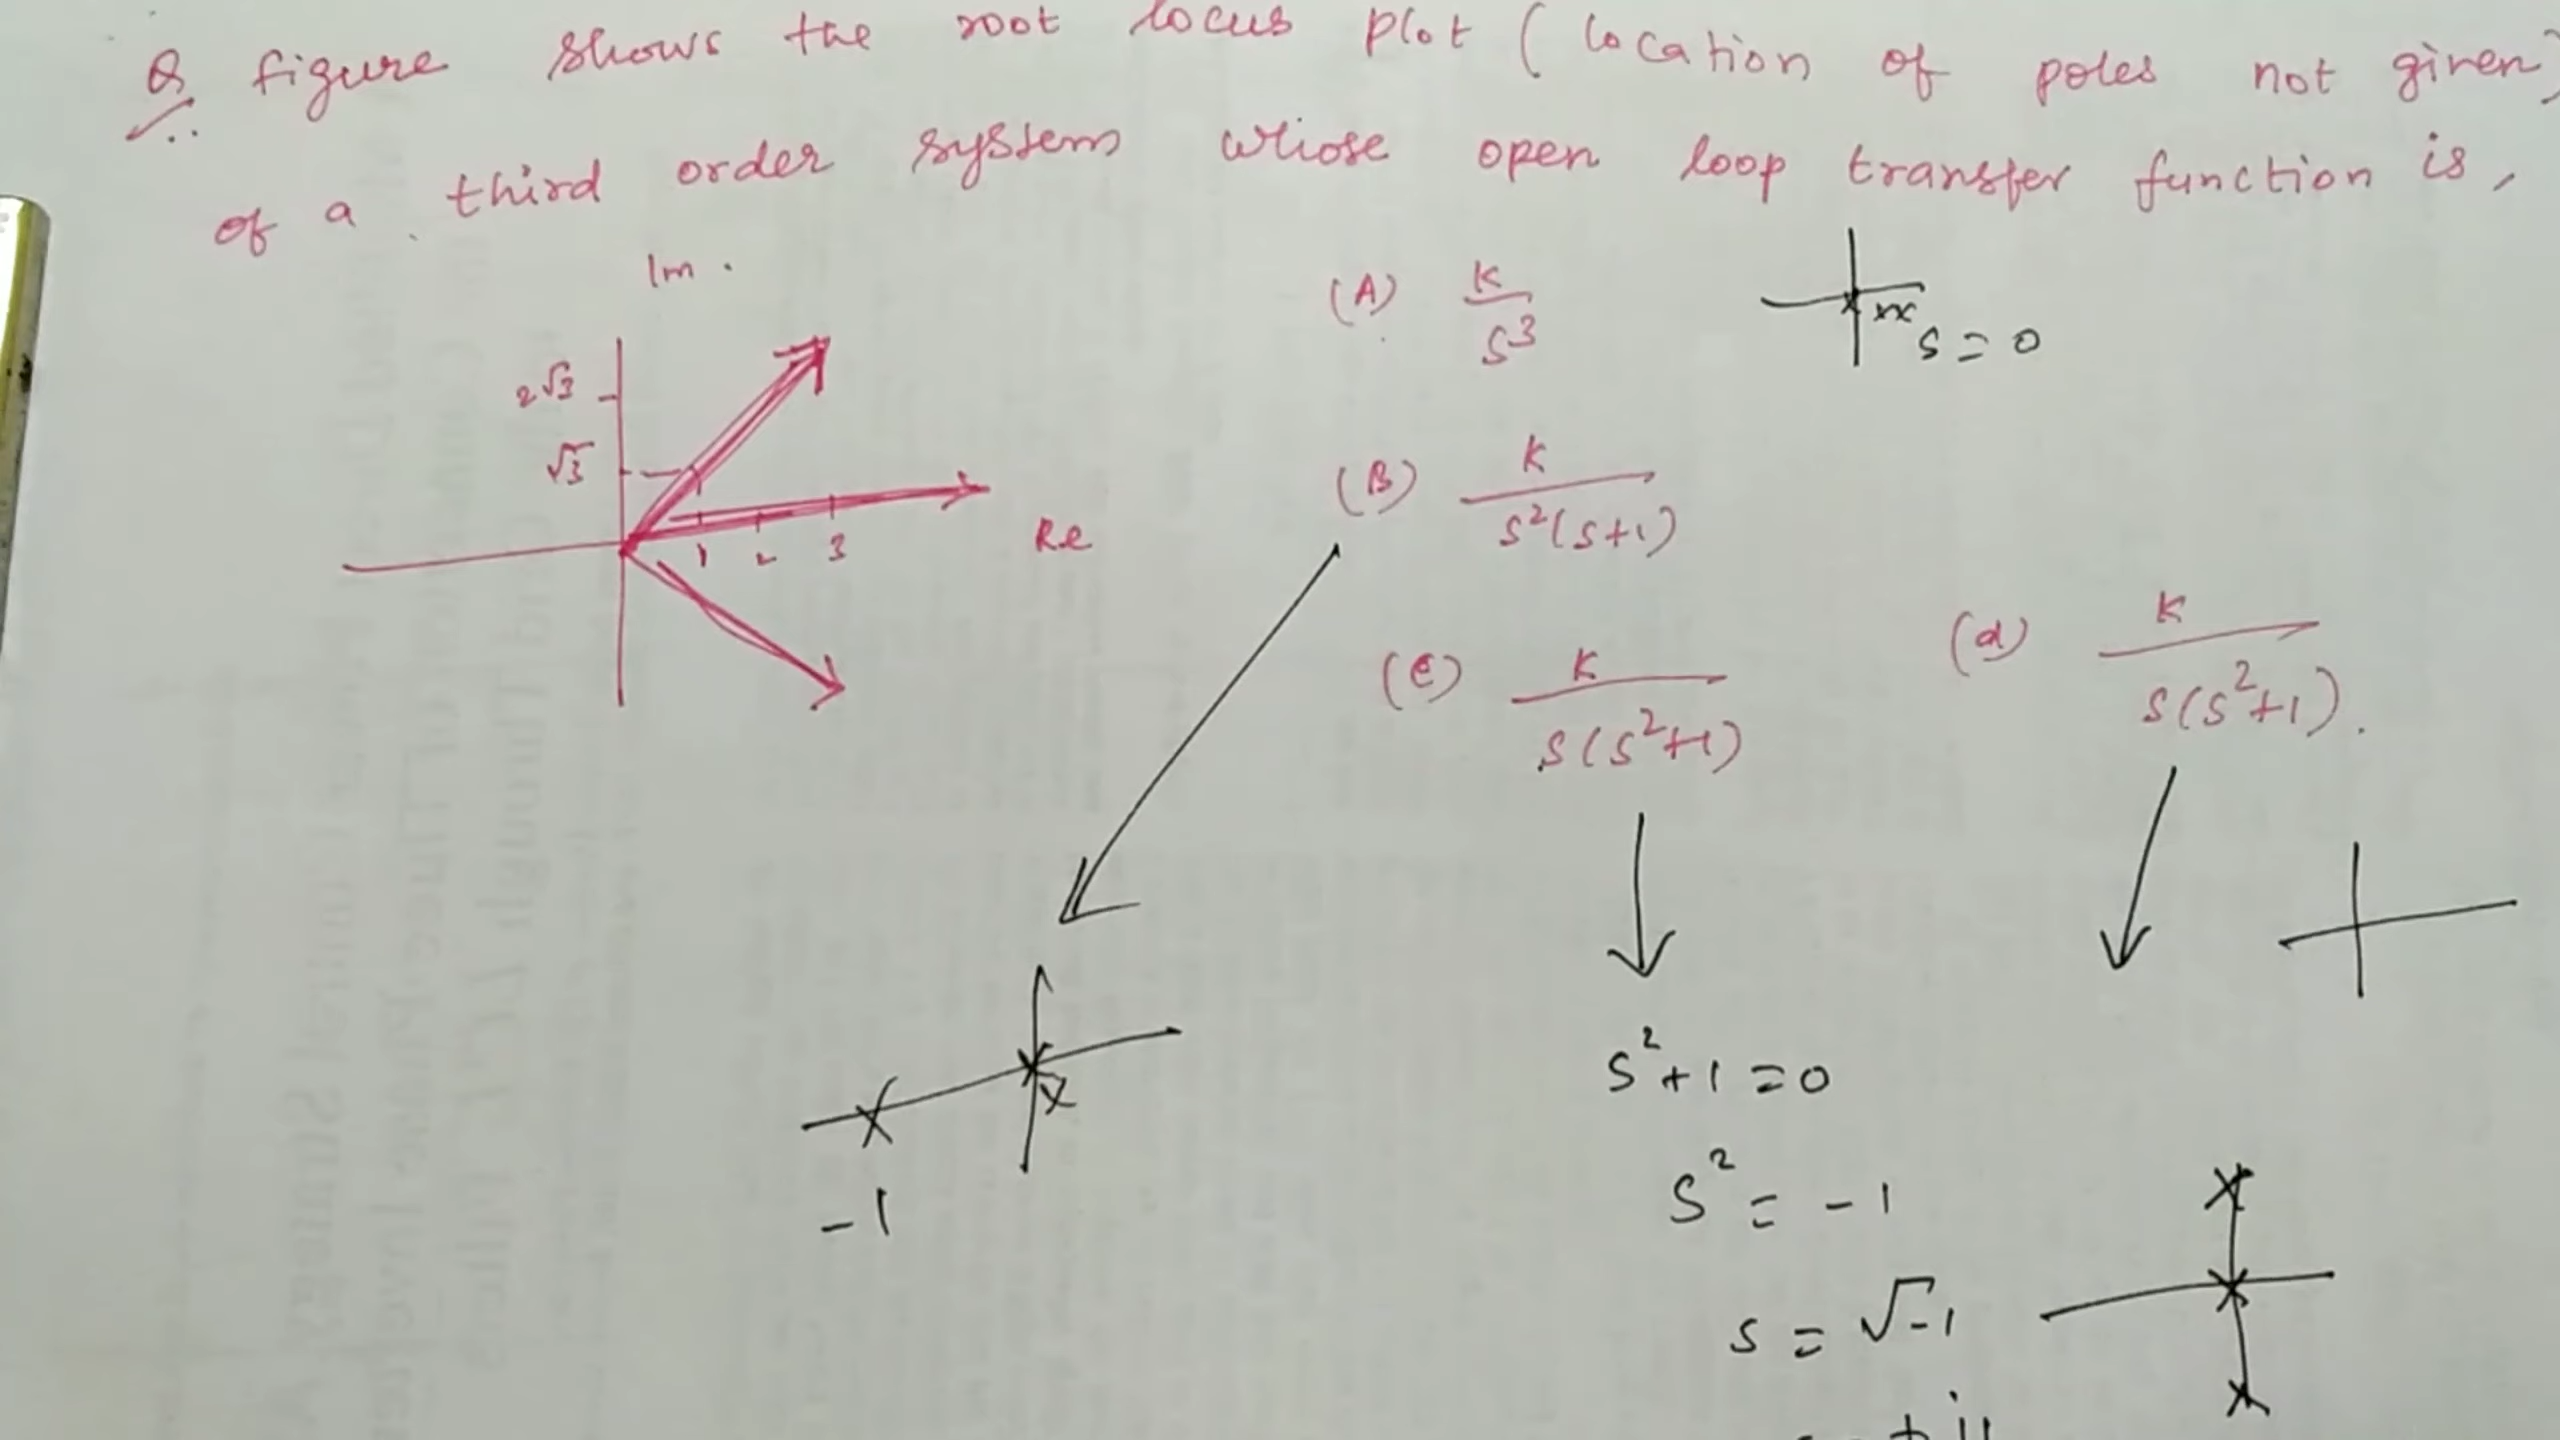 Q figure shows the root locus plot (location of poles not given)
of a third order system whose open loop transfer function is,
Im.
2√3
√3
1 2 3
Re
(A) K
s3
xx
s = 0
(B) K
s2(s+1)
(C) K
s(s2+1)
(d) K
s(s2+1).
-1
s2+1=0
s2 = -1
s = √-1